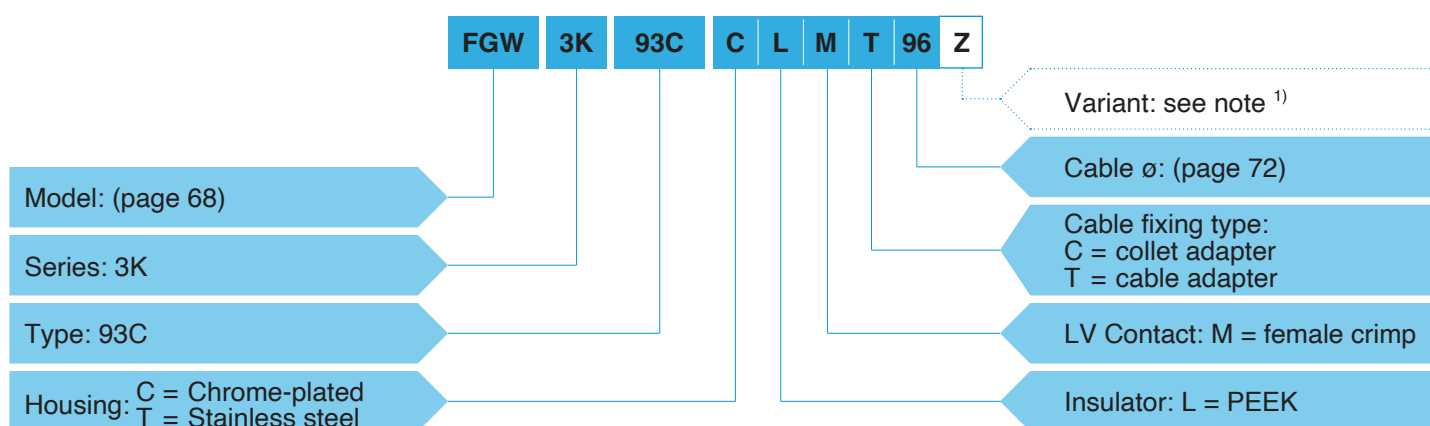 FGW 3K 93C C L M T 96 Z
Variant: see note 1)
Model: (page 68)
Series: 3K
Type: 93C
Housing: C = Chrome-plated
T = Stainless steel
Cable ø: (page 72)
Cable fixing type:
C = collet adapter
T = cable adapter
LV Contact: M = female crimp
Insulator: L = PEEK